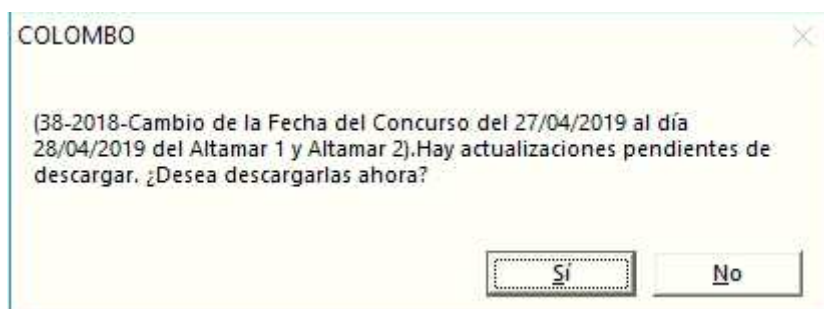 COLOMBO
(38-2018-Cambio de la Fecha del Concurso del 27/04/2019 al día
28/04/2019 del Altamar 1 y Altamar 2).Hay actualizaciones pendientes de
descargar. ¿Desea descargarlas ahora?
Sí
No